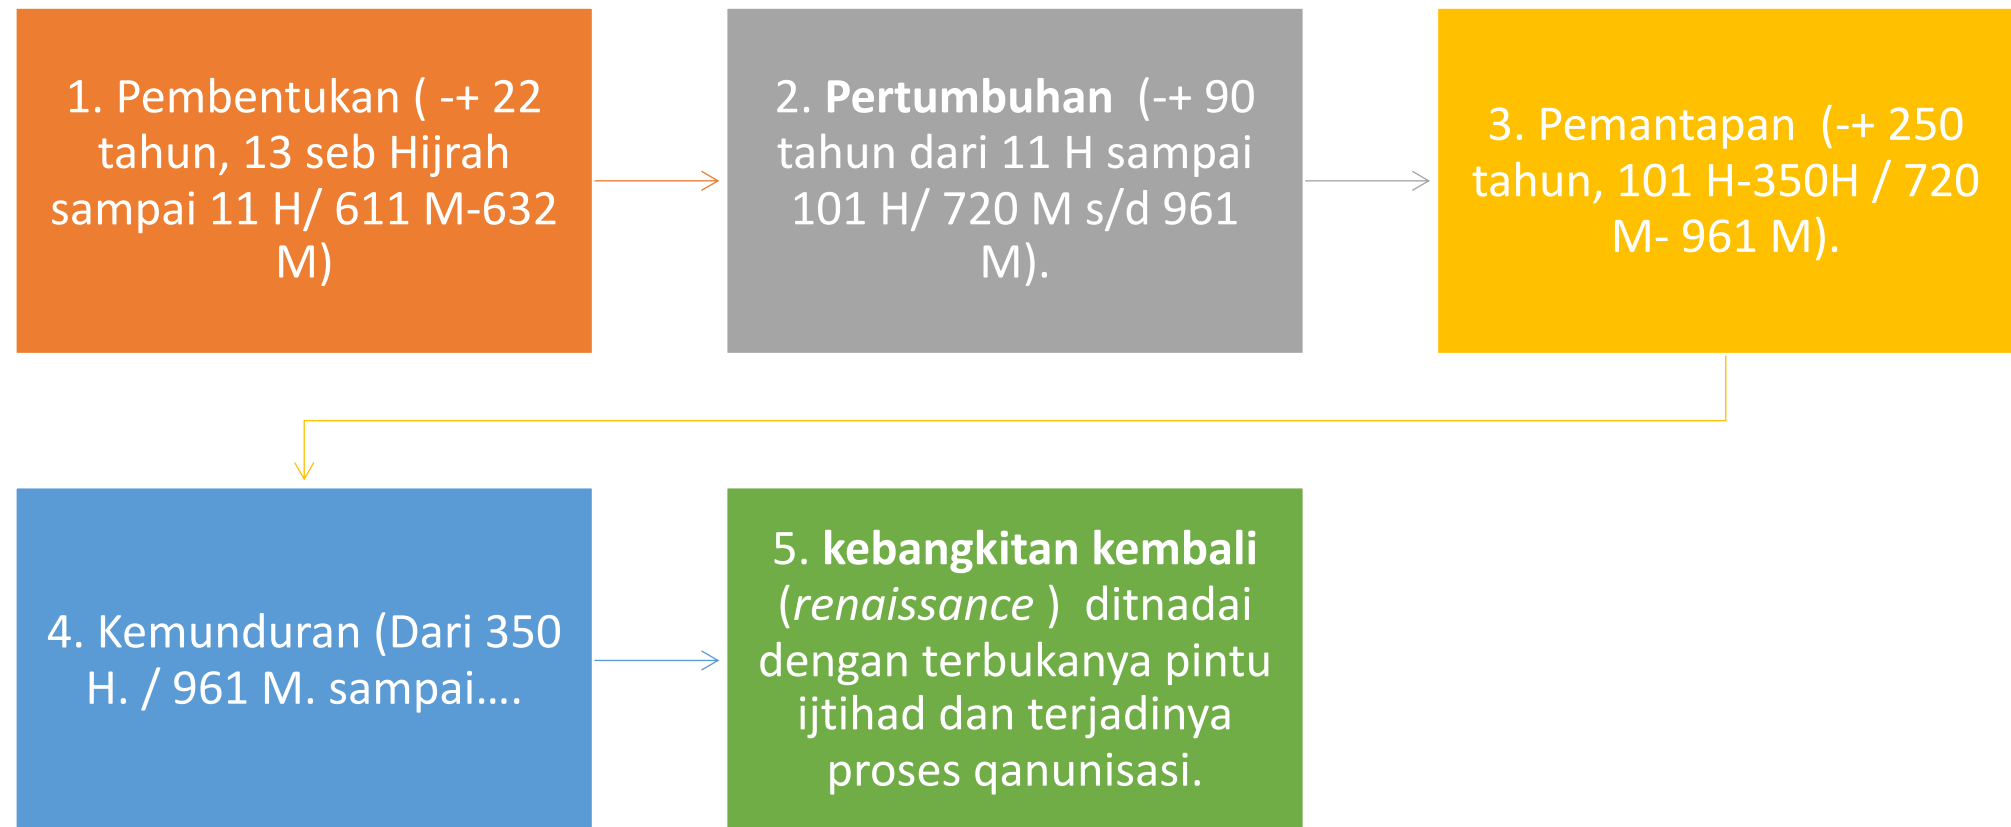 1. Pembentukan ( -+ 22
tahun, 13 seb Hijrah
sampai 11 H/ 611 M-632
M)
2. Pertumbuhan (-+ 90
tahun dari 11 H sampai
101 H/ 720 M s/d 961
M).
3. Pemantapan (-+ 250
tahun, 101 H-350H / 720
M- 961 M).
4. Kemunduran (Dari 350
H. / 961 M. sampai....
5. kebangkitan kembali
(renaissance ) ditnadai
dengan terbukanya pintu
ijtihad dan terjadinya
proses qanunisasi.